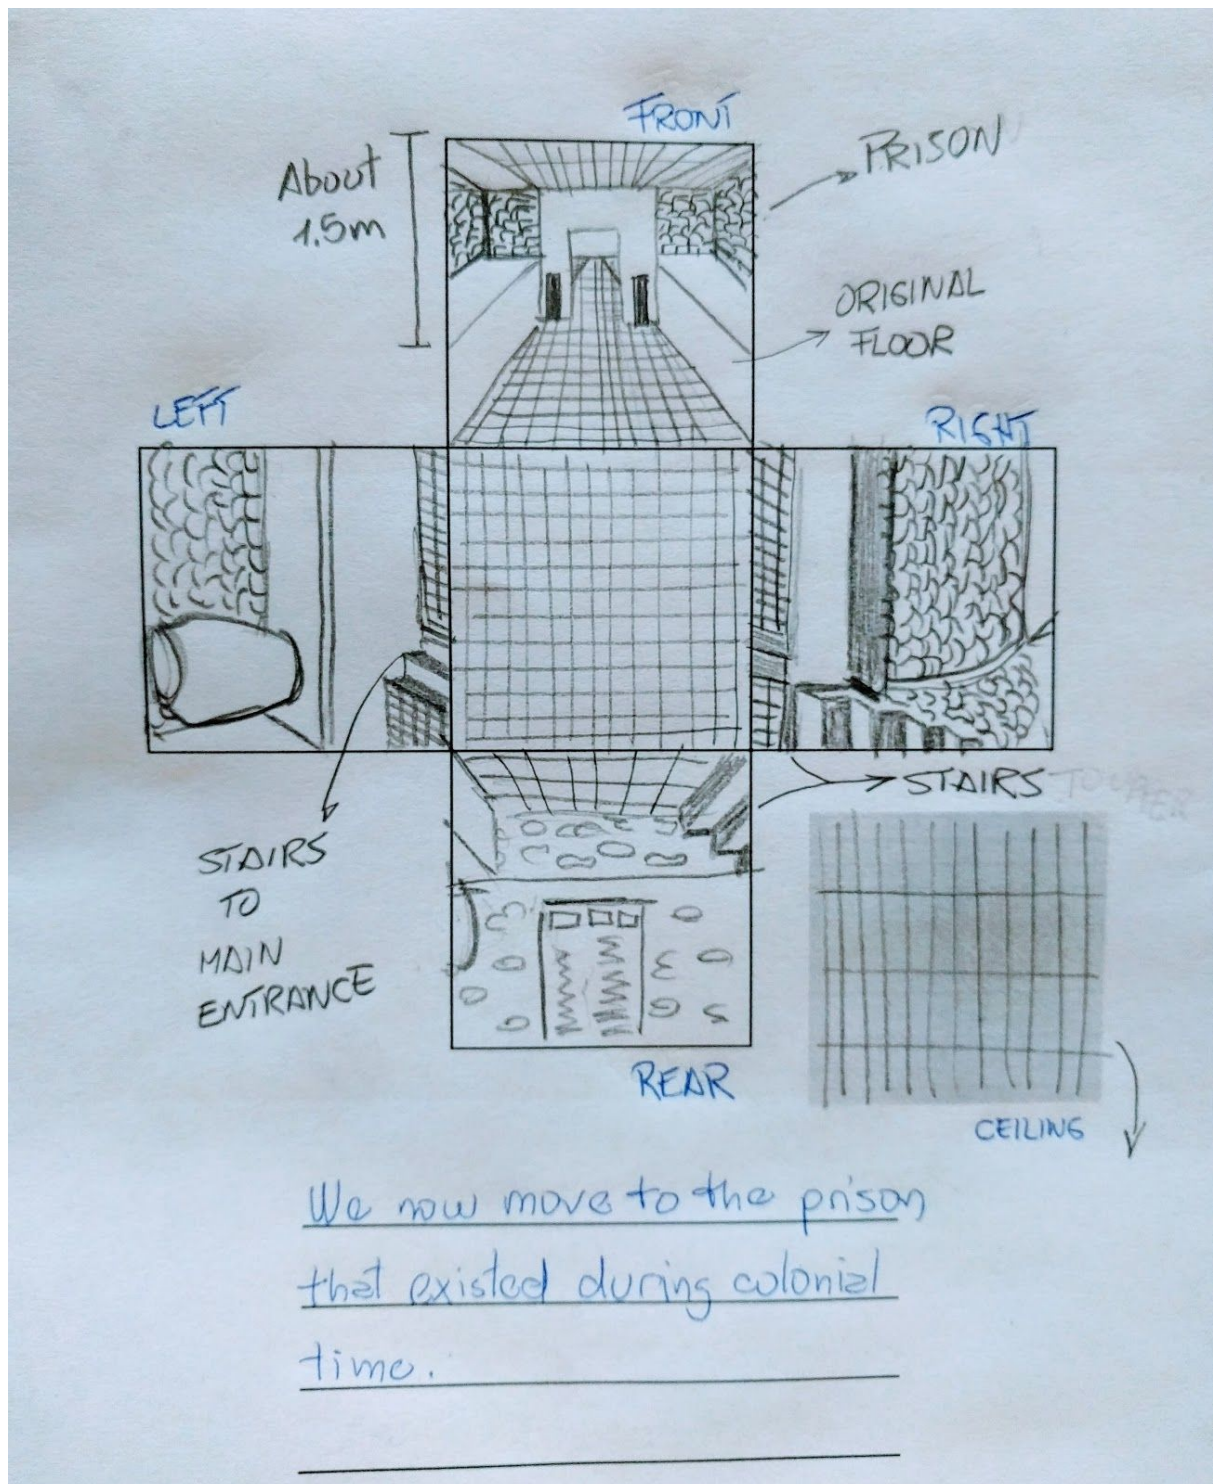 FRONT
About
1.5m
PRISON
ORIGINAL
FLOOR
LEFT
RIGHT
STAIRS
STAIRS
TO
MAIN
ENTRANCE
REAR
CEILING
We now move to the prison
that existed during colonial
time.